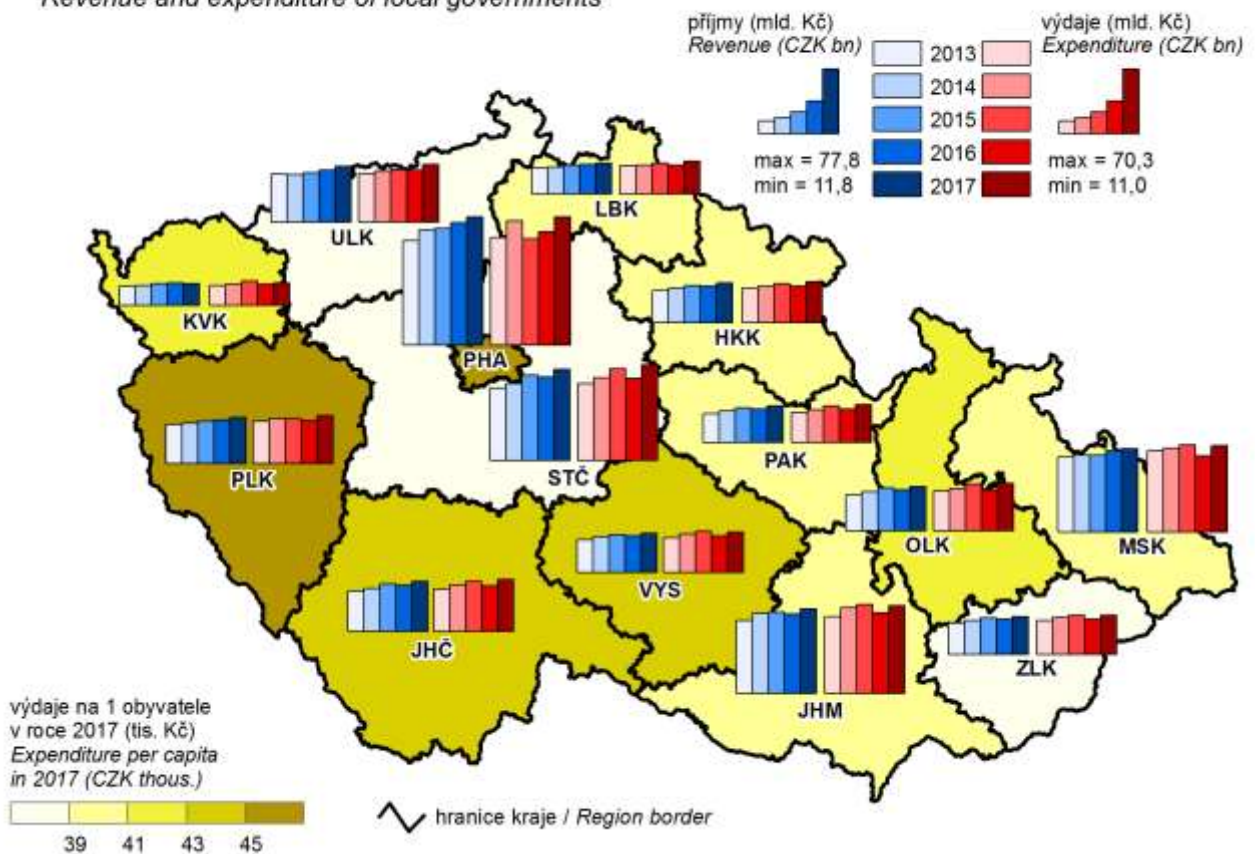 Revenue and expenditure of local governments
příjmy (mld. Kč)
Revenue (CZK bn)
max = 77,8
min = 11,8
2013
2014
2015
2016
2017
výdaje (mld. Kč)
Expenditure (CZK bn)
max = 70,3
min = 11,0
LBK
ULK
KVK
HKK
PHA
PLK
STČ
PAK
OLK
MSK
VYS
JHČ
ZLK
JHM
výdaje na 1 obyvatele
v roce 2017 (tis. Kč)
Expenditure per capita
in 2017 (CZK thous.)
39 41 43 45
hranice kraje / Region border